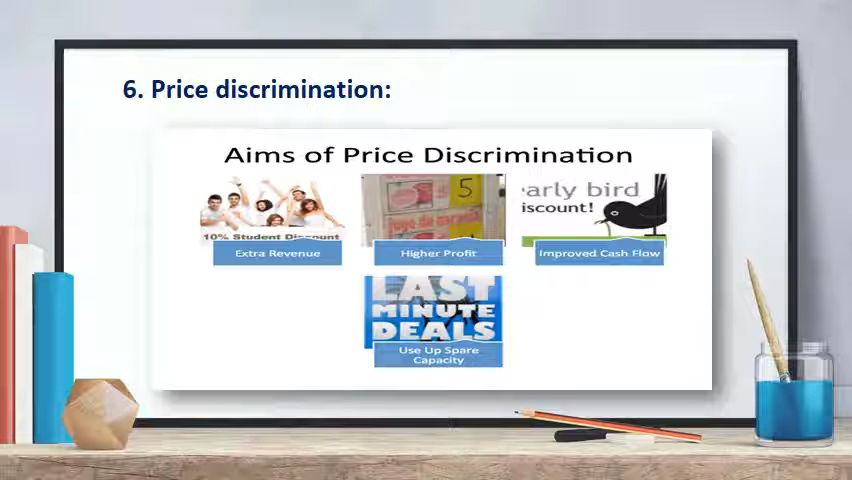 6. Price discrimination:
Aims of Price Discrimination
10% Student Discount
Extra Revenue
5
Higher Profit
early bird
discount!
Improved Cash Flow
LAST
MINUTE
DEALS
Use Up Spare
Capacity